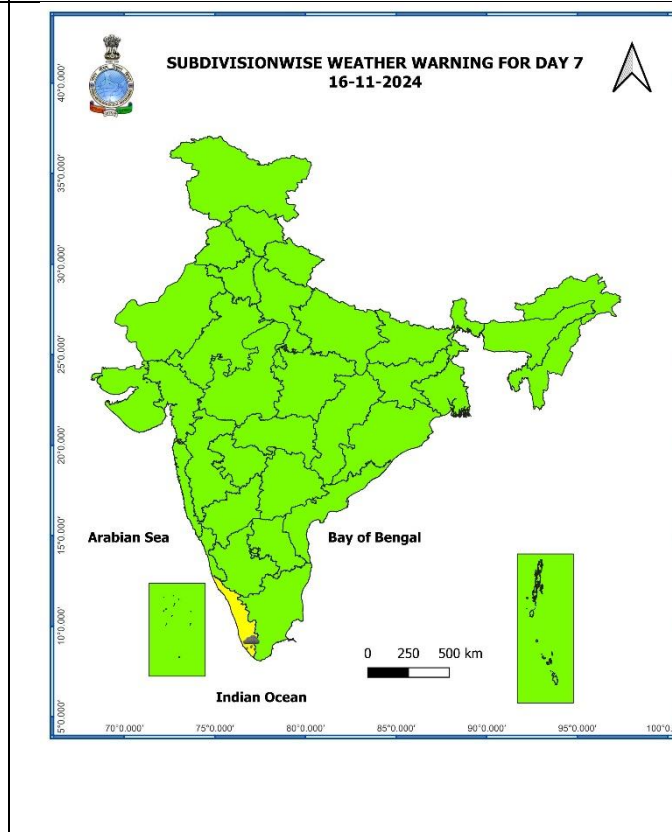 SUBDIVISIONWISE WEATHER WARNING FOR DAY 7
16-11-2024
40°0.000'
35°0.000'
30°0.000'
25°0.000'
20°0.000'
15°0.000'
10°0.000'
5°0.000'
Arabian Sea
Bay of Bengal
0 250 500 km
Indian Ocean
70°0.000' 75°0.000' 80°0.000' 85°0.000' 90°0.000' 95°0.000' 100°0.